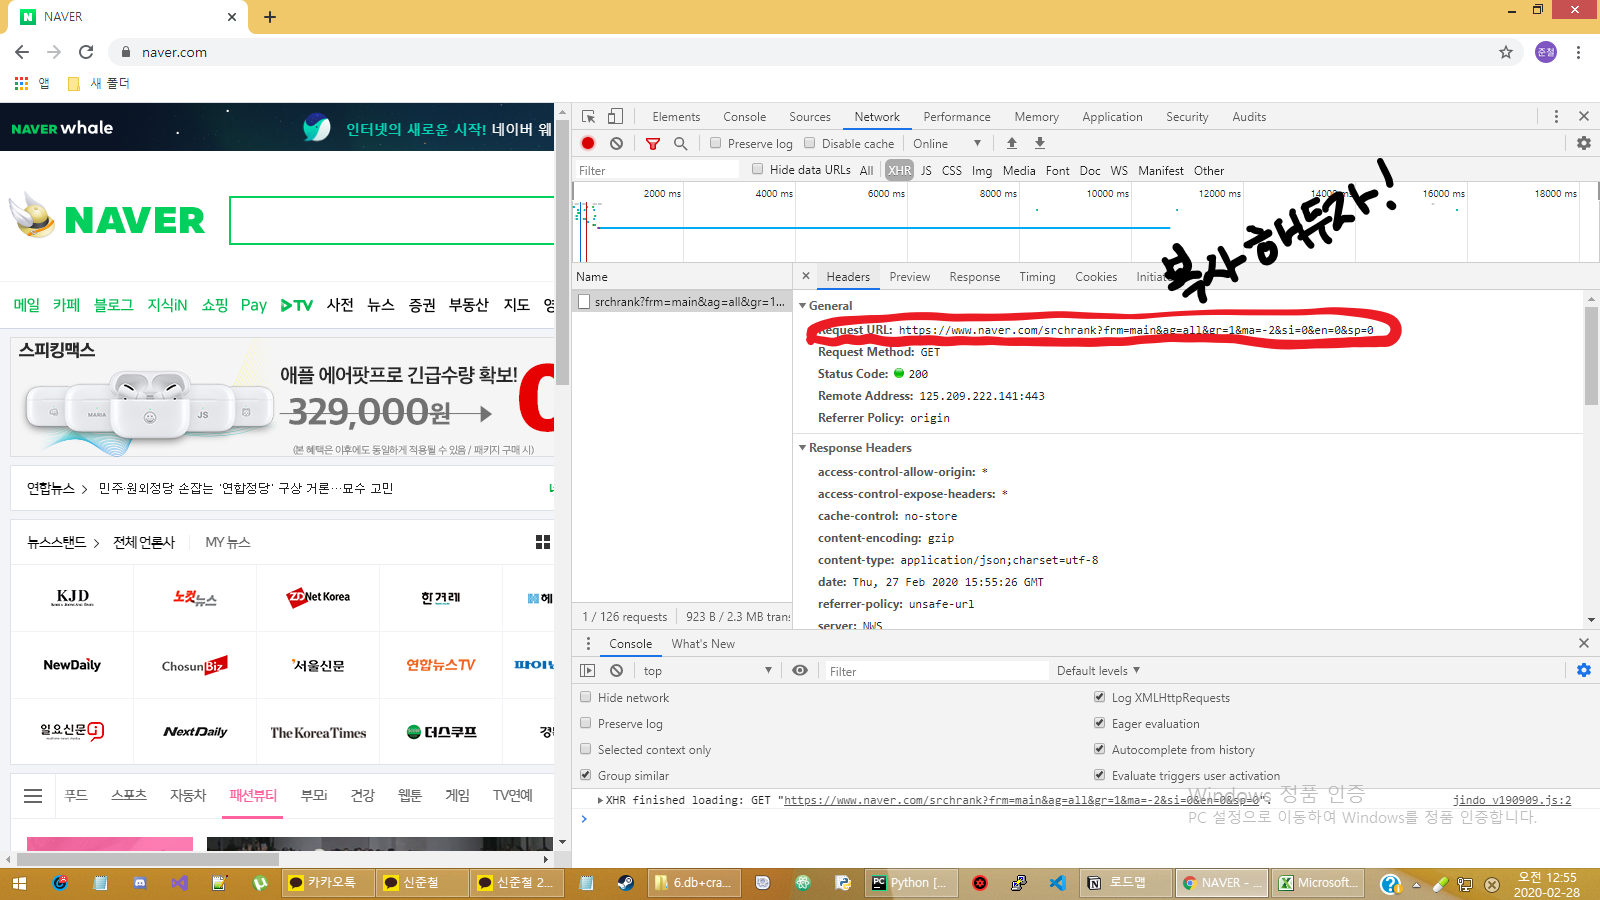 NAVER
naver.com
준철
앱 새 폴더
NAVER whale 인터넷의 새로운 시작! 네이버 웨
NAVER
메일 카페 블로그 지식iN 쇼핑 Pay TV 사전 뉴스 증권 부동산 지도
스피킹맥스
애플 에어팟프로 긴급수량 확보!
329,000원
MARIA JS
(본 혜택은 이후에도 동일하게 적용될 수 있음 / 패키지 구매 시)
연합뉴스 > 민주·원외정당 손잡는 '연합정당' 구상 거론…묘수 고민
뉴스스탠드 > 전체 언론사 MY 뉴스
KJD 노컷뉴스 ZDNet Korea 한겨레 헤
NewDaily ChosunBiz 서울신문 연합뉴스TV 파이낸
일요신문 NextDaily The Korea Times 더스쿠프
푸드 스포츠 자동차 패션뷰티 부모i 건강 웹툰 게임 TV연예
Elements Console Sources Network Performance Memory Application Security Audits
Preserve log Disable cache Online
Filter Hide data URLs All XHR JS CSS Img Media Font Doc WS Manifest Other
2000 ms 4000 ms 6000 ms 8000 ms 10000 ms 12000 ms 14000 ms 16000 ms 18000 ms
복사 해두자!
Name
srchrank?frm=main&ag=all&gr=1...
Headers Preview Response Timing Cookies Initiat
General
Request URL: https://www.naver.com/srchrank?frm=main&ag=all&gr=1&ma=-2&si=0&en=0&sp=0
Request Method: GET
Status Code: 200
Remote Address: 125.209.222.141:443
Referrer Policy: origin
Response Headers
access-control-allow-origin: *
access-control-expose-headers: *
cache-control: no-store
content-encoding: gzip
content-type: application/json;charset=utf-8
date: Thu, 27 Feb 2020 15:55:26 GMT
referrer-policy: unsafe-url
server: NWS
1 / 126 requests 923 B / 2.3 MB trans
Console What's New
top Filter Default levels
Hide network Log XMLHttpRequests
Preserve log Eager evaluation
Selected context only Autocomplete from history
Group similar Evaluate triggers user activation
XHR finished loading: GET "https://www.naver.com/srchrank?frm=main&ag=all&gr=1&ma=-2&si=0&en=0&sp=0". jindo v190909.js:2
Windows 정품 인증
PC 설정으로 이동하여 Windows를 정품 인증합니다.
카카오톡 신준철 신준철 2... 6.db+cra... Python [... 로드맵 NAVER - ... Microsoft...
오전 12:55
2020-02-28